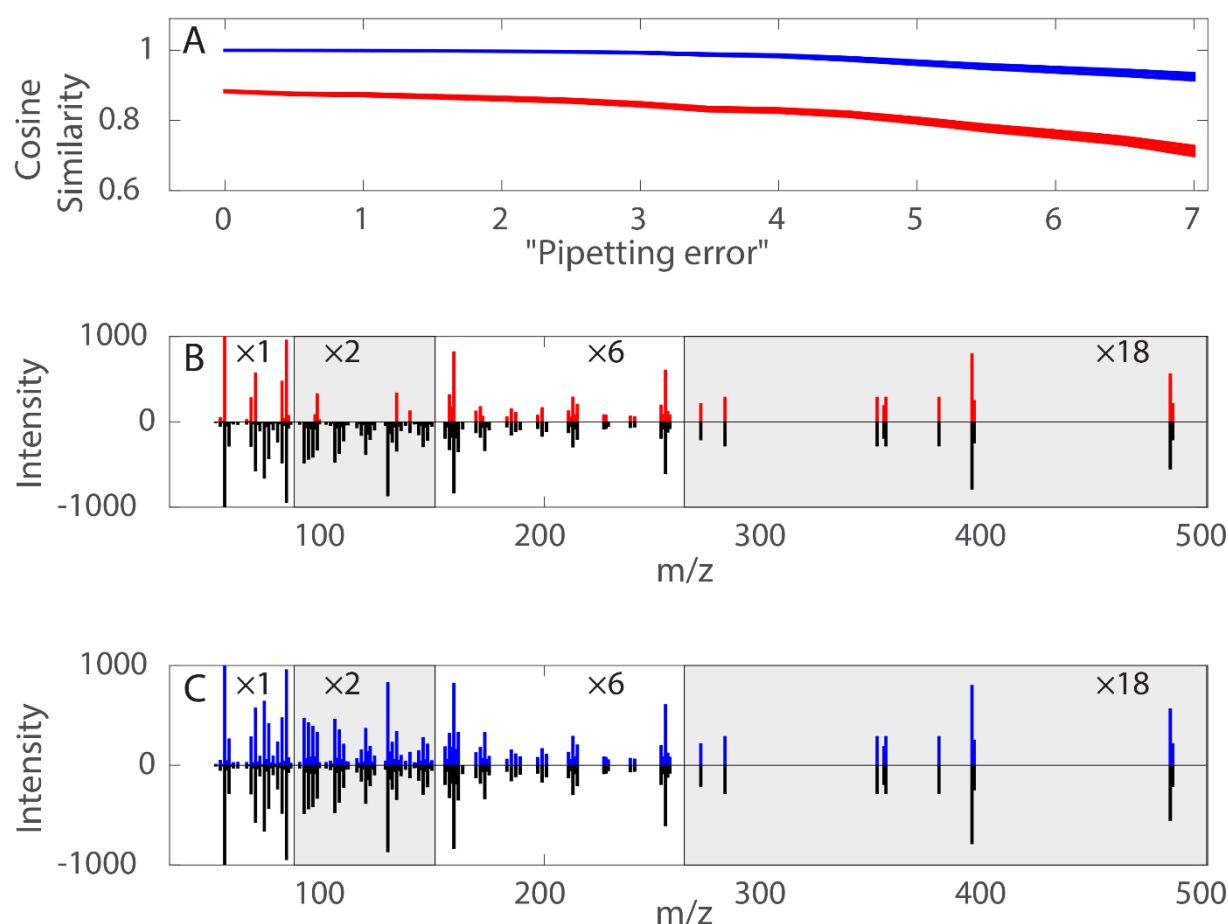 A
1
0.8
0.6
Cosine
Similarity
0 1 2 3 4 5 6 7
"Pipetting error"
B
×1 ×2 ×6 ×18
1000
0
-1000
Intensity
100 200 300 400 500
m/z
C
×1 ×2 ×6 ×18
1000
0
-1000
Intensity
100 200 300 400 500
m/z